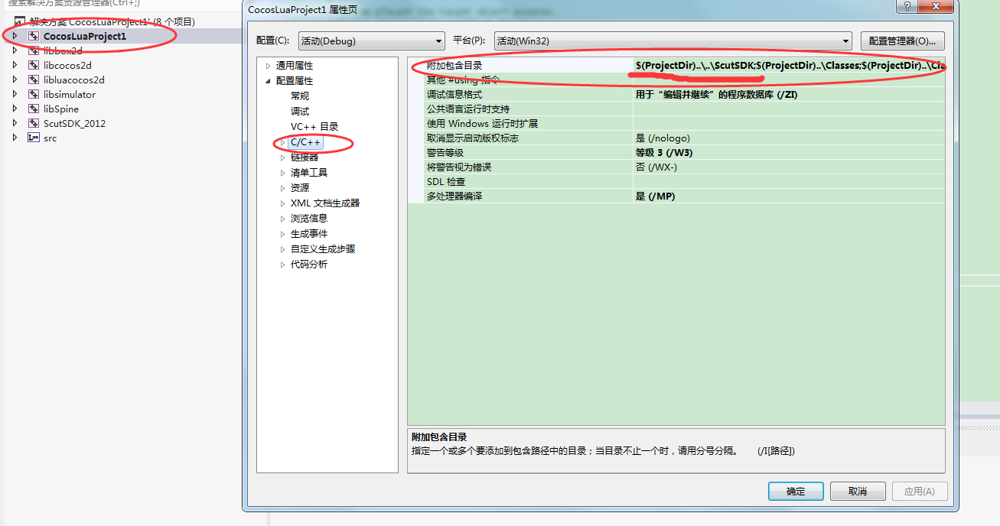 搜索解决方案资源管理器(Ctrl+;)
解决方案'CocosLuaProject1' (8 个项目)
CocosLuaProject1
libbox2d
libcocos2d
libluacocos2d
libsimulator
libSpine
ScutSDK_2012
src
CocosLuaProject1 属性页
配置(C): 活动(Debug) 平台(P): 活动(Win32) 配置管理器(O)...
通用属性
配置属性
常规
调试
VC++ 目录
C/C++
链接器
清单工具
资源
XML 文档生成器
浏览信息
生成事件
自定义生成步骤
代码分析
附加包含目录 $(ProjectDir)..\..\ScutSDK;$(ProjectDir)..\Classes;$(ProjectDir)..\Cla
其他 #using 指令
调试信息格式 用于“编辑并继续”的程序数据库 (/ZI)
公共语言运行时支持
使用 Windows 运行时扩展
取消显示启动版权标志 是 (/nologo)
警告等级 等级 3 (/W3)
将警告视为错误 否 (/WX-)
SDL 检查
多处理器编译 是 (/MP)
附加包含目录
指定一个或多个要添加到包含路径中的目录；当目录不止一个时，请用分号分隔。 (/I[路径])
确定 取消 应用(A)